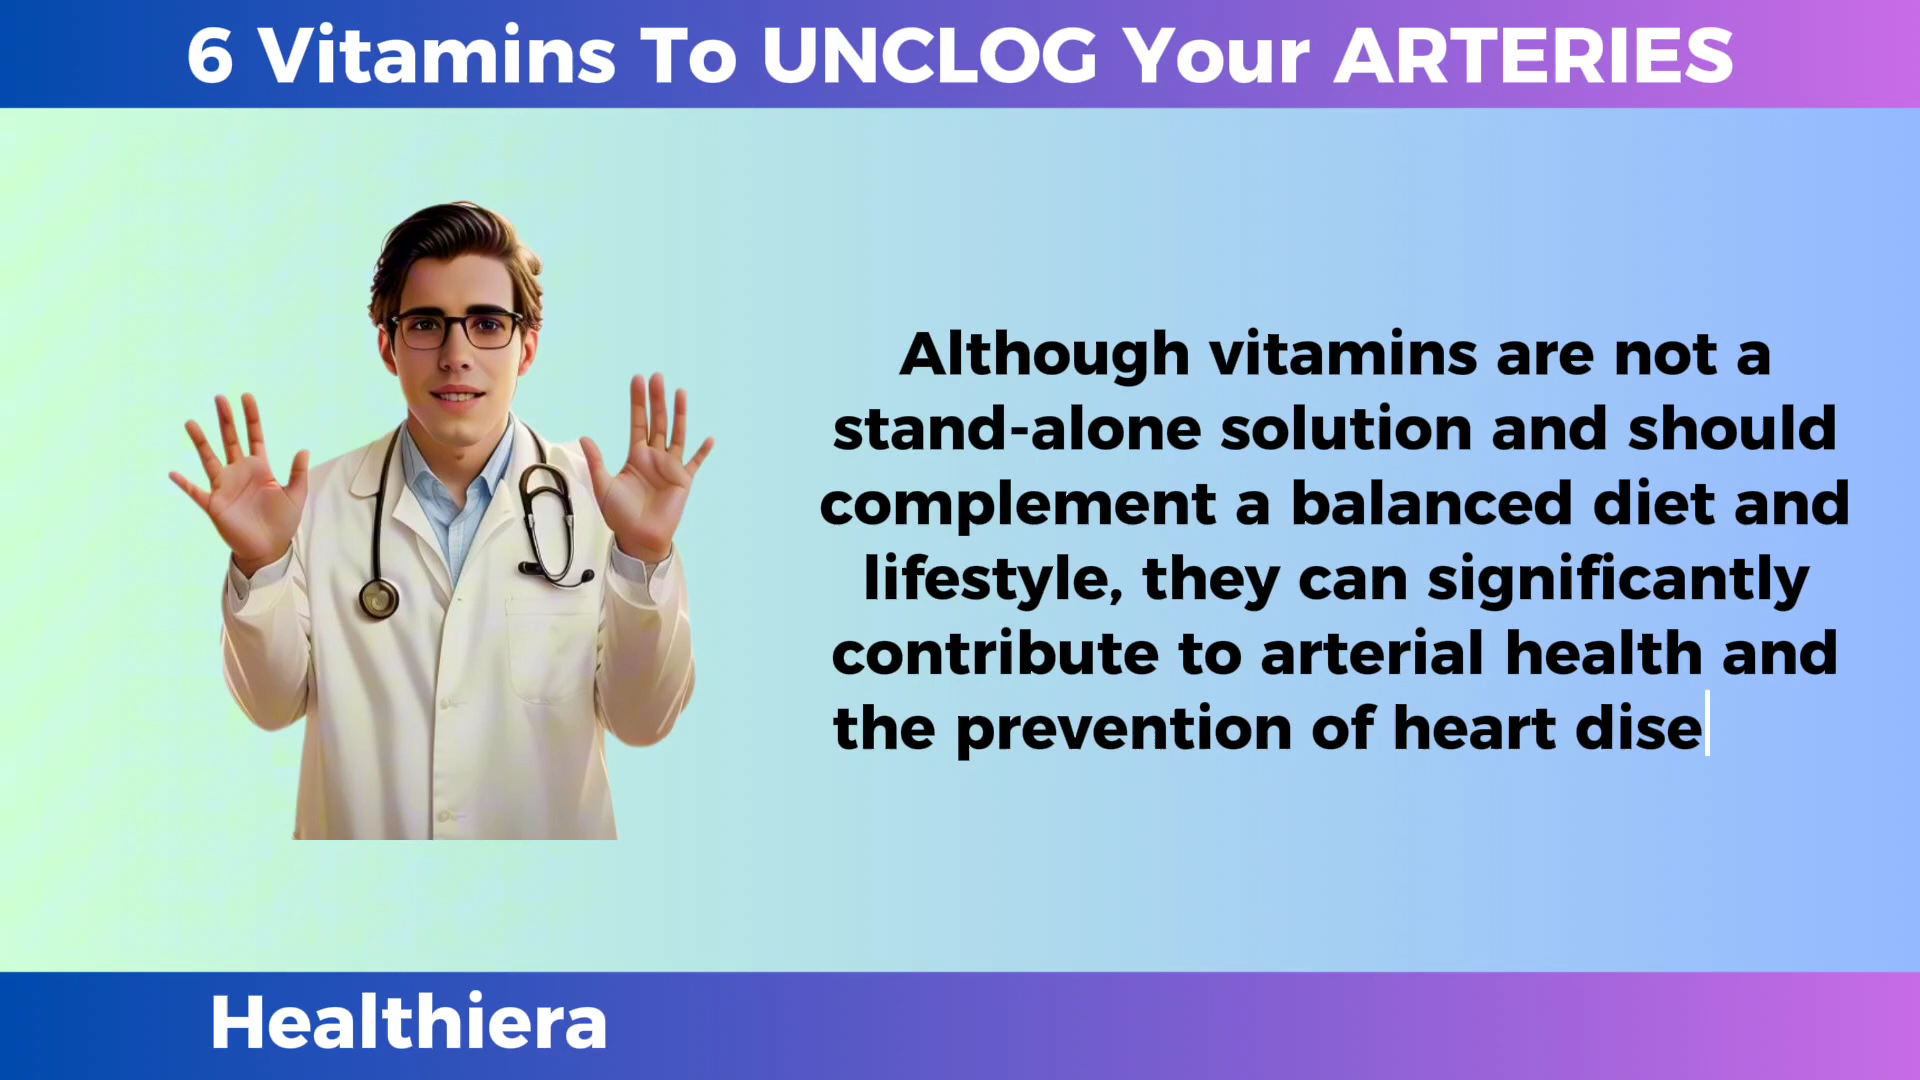 6 Vitamins To UNCLOG Your ARTERIES
Although vitamins are not a
stand-alone solution and should
complement a balanced diet and
lifestyle, they can significantly
contribute to arterial health and
the prevention of heart dise
Healthiera